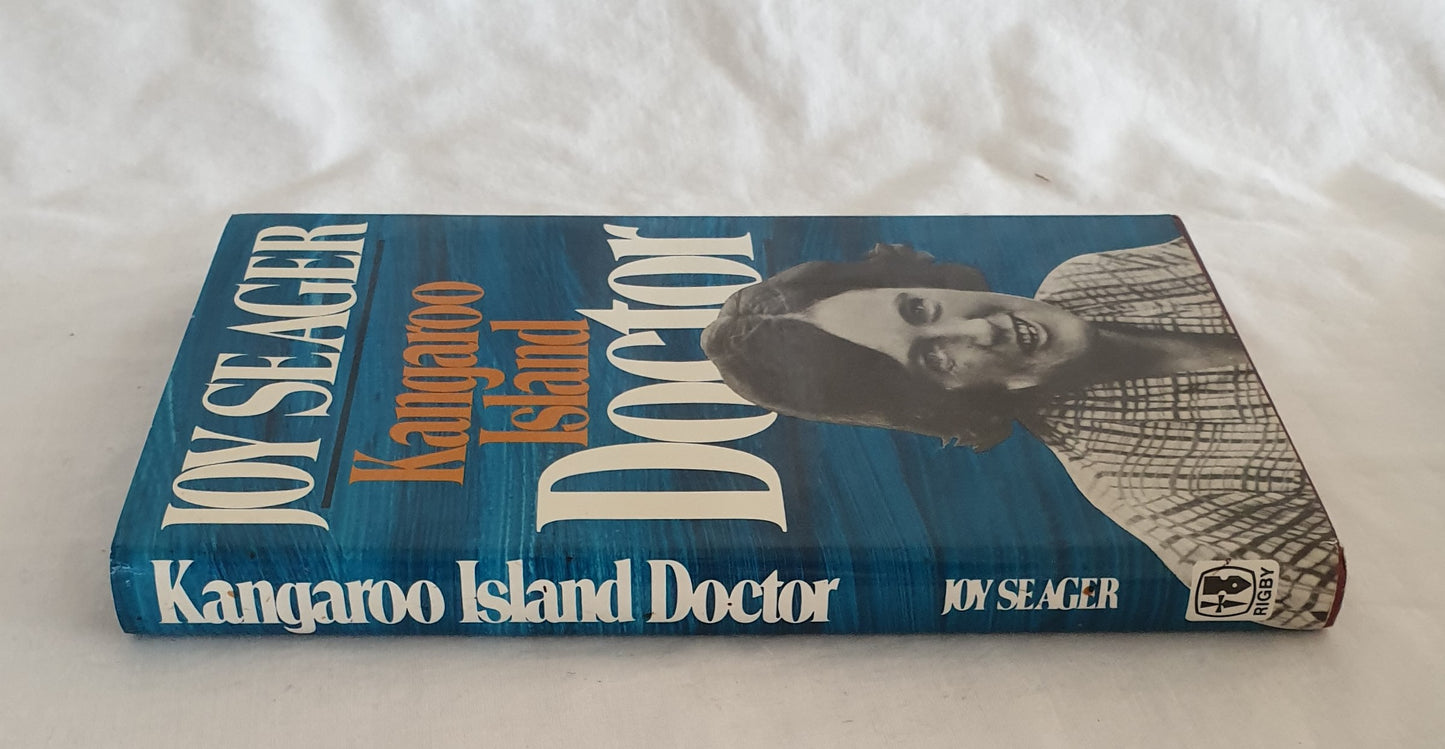 JOY SEAGER
Kangaroo
Island
Doctor
Kangaroo Island Doctor
JOY SEAGER
RIGBY